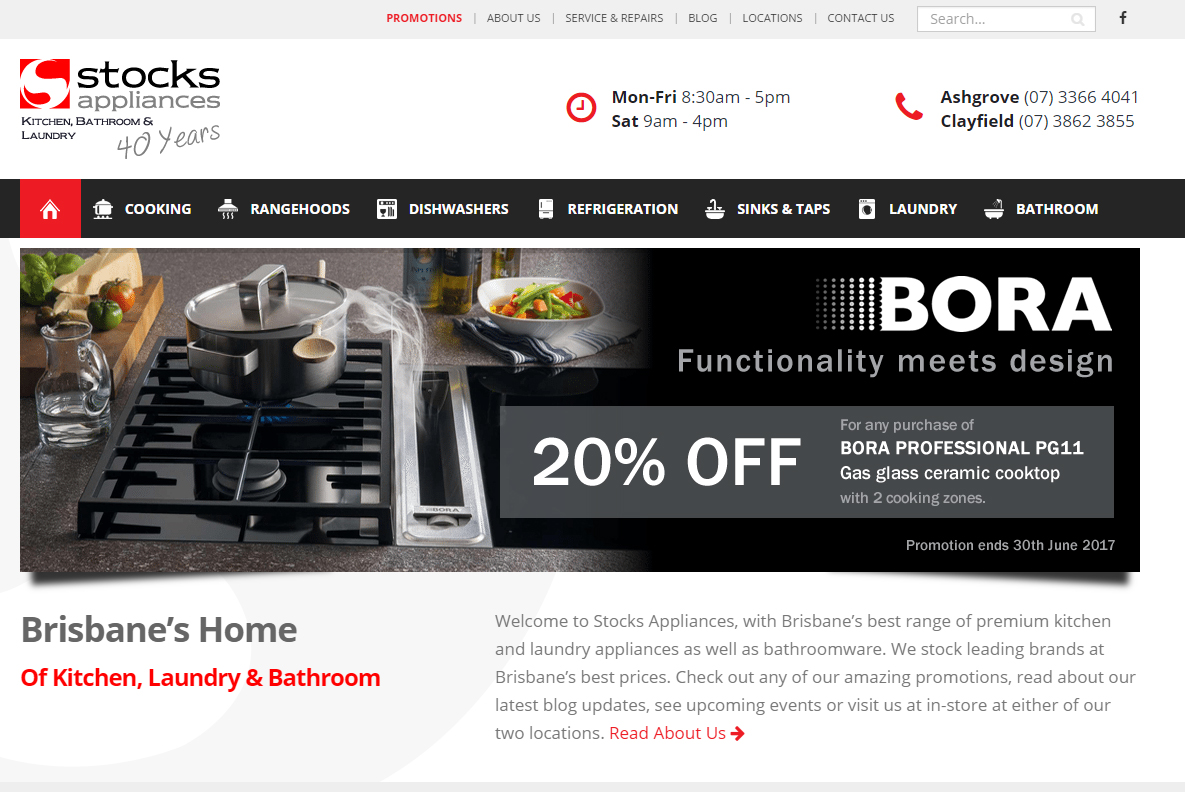 PROMOTIONS | ABOUT US | SERVICE & REPAIRS | BLOG | LOCATIONS | CONTACT US
Search...
stocks
appliances
KITCHEN, BATHROOM &
LAUNDRY
40 Years
Mon-Fri 8:30am - 5pm
Sat 9am - 4pm
Ashgrove (07) 3366 4041
Clayfield (07) 3862 3855
COOKING RANGEHOODS DISHWASHERS REFRIGERATION SINKS & TAPS LAUNDRY BATHROOM
BORA
Functionality meets design
20% OFF
For any purchase of
BORA PROFESSIONAL PG11
Gas glass ceramic cooktop
with 2 cooking zones.
BORA
Promotion ends 30th June 2017
Brisbane’s Home
Of Kitchen, Laundry & Bathroom
Welcome to Stocks Appliances, with Brisbane’s best range of premium kitchen
and laundry appliances as well as bathroomware. We stock leading brands at
Brisbane’s best prices. Check out any of our amazing promotions, read about our
latest blog updates, see upcoming events or visit us at in-store at either of our
two locations. Read About Us